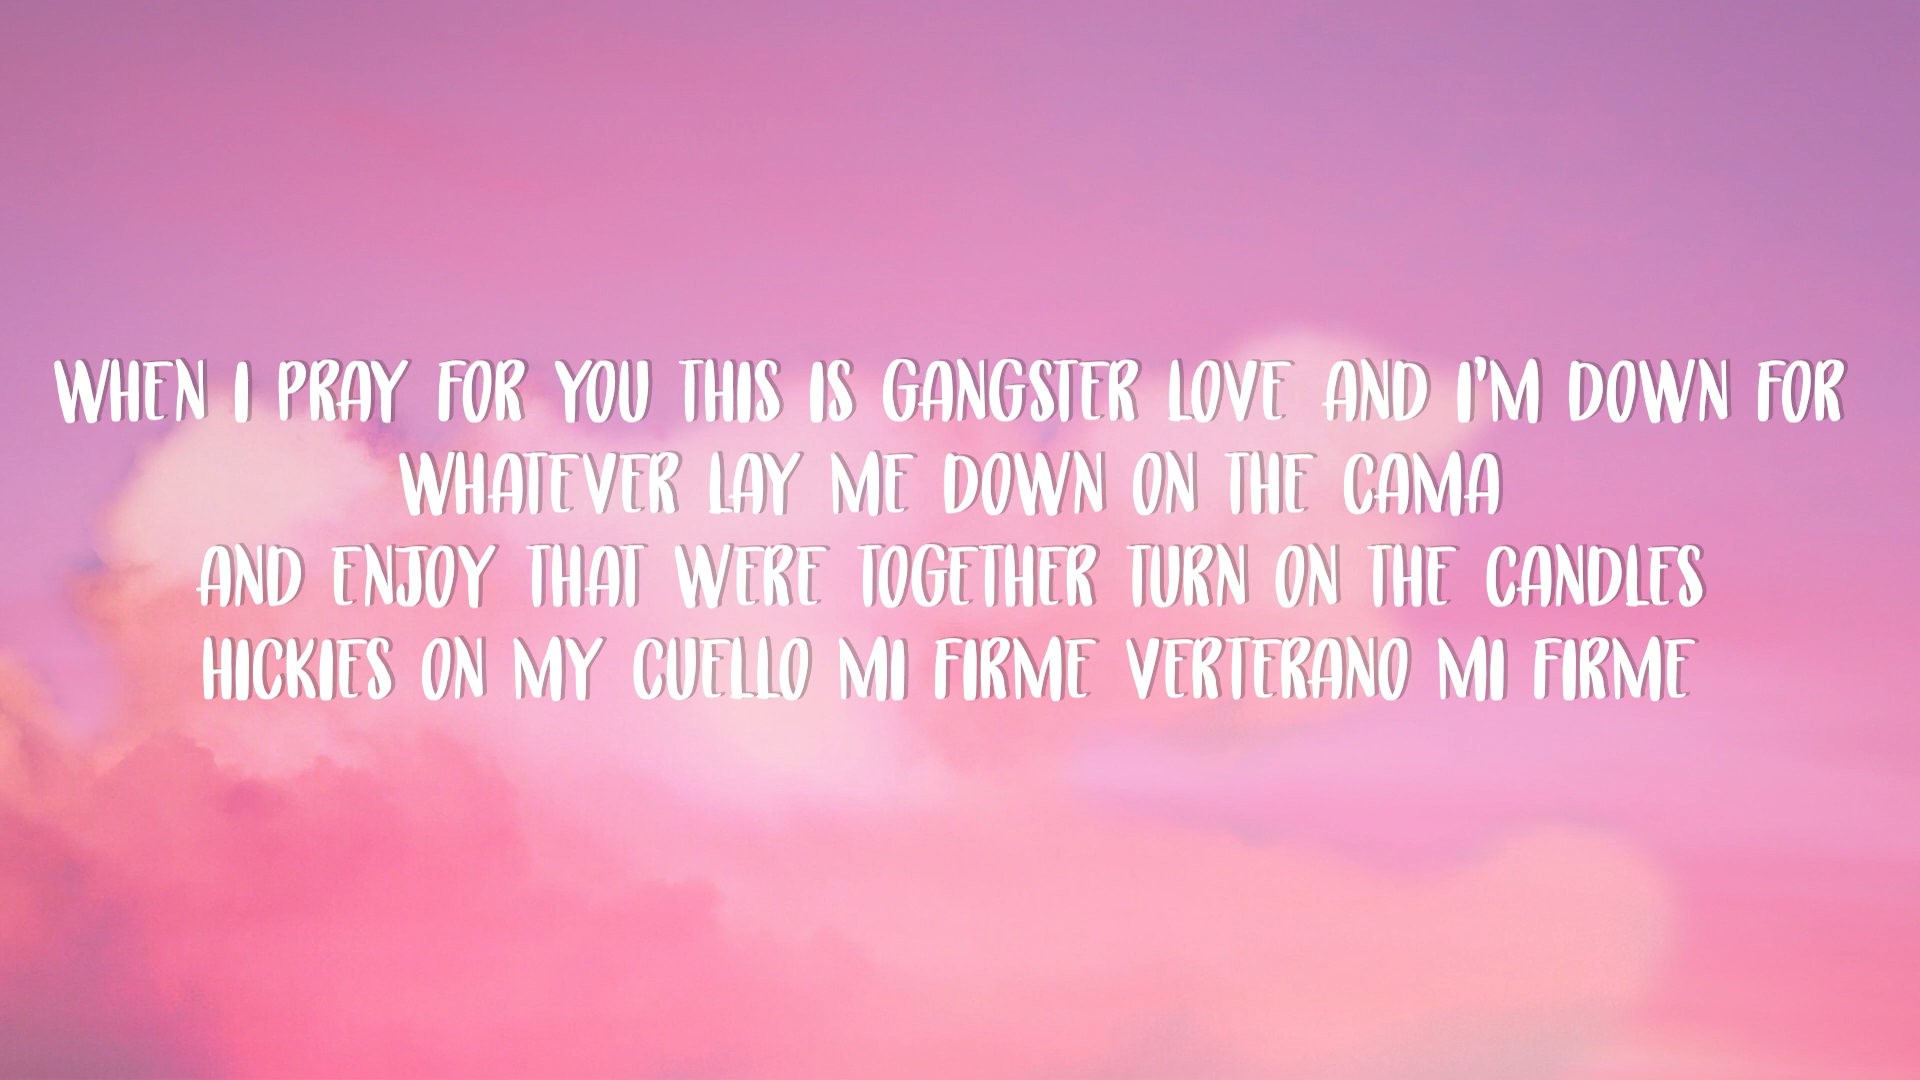 WHEN I PRAY FOR YOU THIS IS GANGSTER LOVE AND I'M DOWN FOR
WHATEVER LAY ME DOWN ON THE CAMA
AND ENJOY THAT WERE TOGETHER TURN ON THE CANDLES
HICKIES ON MY CUELLO MI FIRME VERTERANO MI FIRME